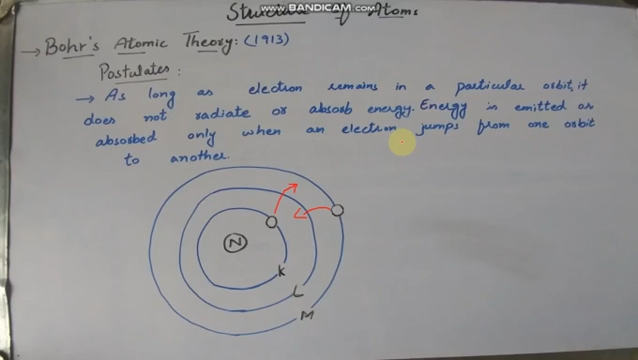 Structure of Atoms
WWW.BANDICAM.COM
→ Bohr's Atomic Theory: (1913)
Postulates:
→ As long as electron remains in a particular orbit, it
does not radiate or absorb energy. Energy is emitted or
absorbed only when an electron jumps from one orbit
to another.
N
K
L
M